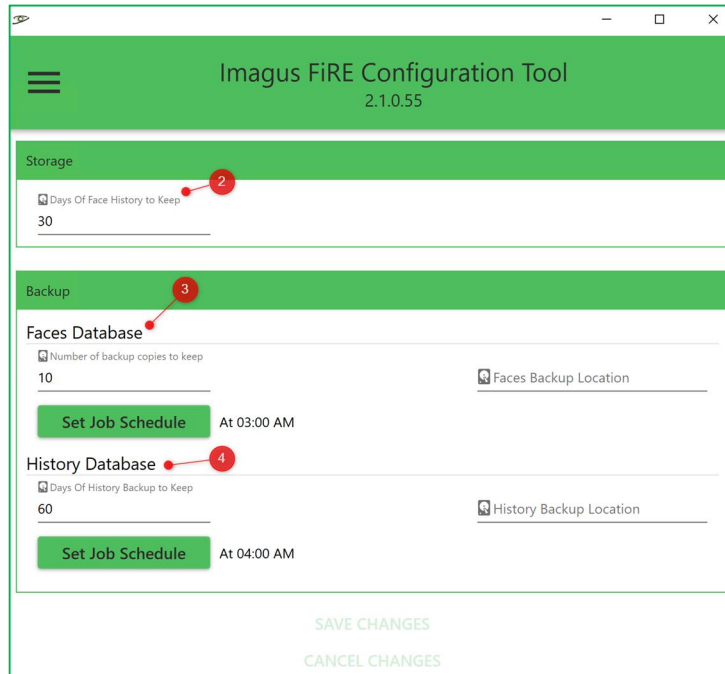 Imagus FiRE Configuration Tool
2.1.0.55
Storage
2
Days Of Face History to Keep
30
Backup
3
Faces Database
Number of backup copies to keep
10
Faces Backup Location
Set Job Schedule At 03:00 AM
History Database
4
Days Of History Backup to Keep
60
History Backup Location
Set Job Schedule At 04:00 AM
SAVE CHANGES
CANCEL CHANGES